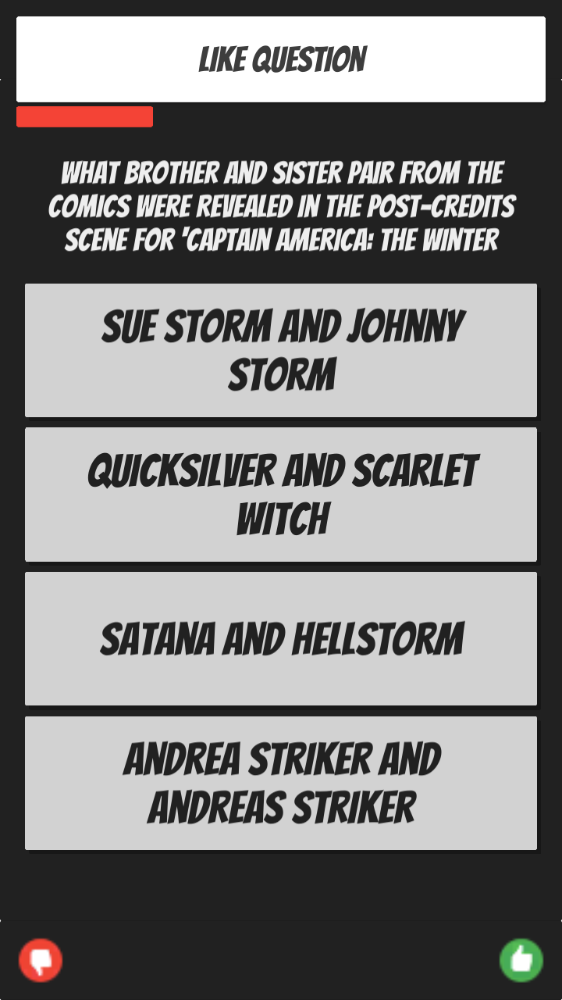 LIKE QUESTION
WHAT BROTHER AND SISTER PAIR FROM THE
COMICS WERE REVEALED IN THE POST-CREDITS
SCENE FOR 'CAPTAIN AMERICA: THE WINTER
SUE STORM AND JOHNNY
STORM
QUICKSILVER AND SCARLET
WITCH
SATANA AND HELLSTORM
ANDREA STRIKER AND
ANDREAS STRIKER